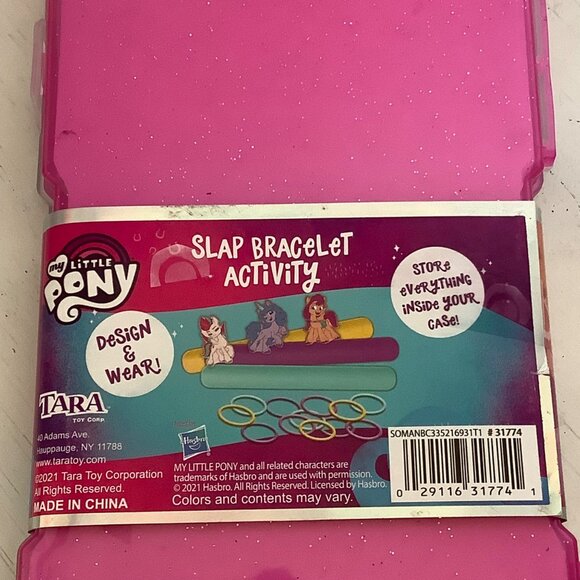 MY LITTLE PONY
SLAP BRACELET
ACTIVITY
DESIGN
&
WEAR!
STORE
EVERYTHING
INSIDE YOUR
CASE!
TARA
TOY CORP.
40 Adams Ave.
Hauppauge, NY 11788
www.taratoy.com
©2021 Tara Toy Corporation
All Rights Reserved.
MADE IN CHINA
Hasbro
MY LITTLE PONY and all related characters are
trademarks of Hasbro and are used with permission.
© 2021 Hasbro. All Rights Reserved. Licensed by Hasbro.
Colors and contents may vary.
SOMANBC335216931T1 # 31774
0 29116 31774 1